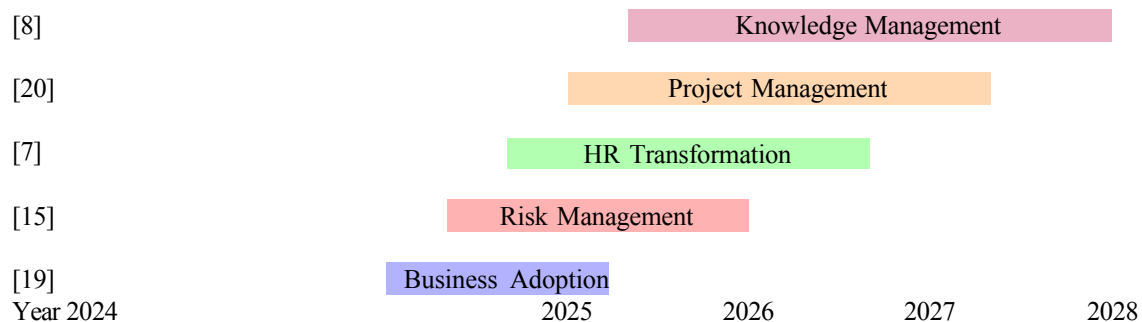 [8] Knowledge Management
[20] Project Management
[7] HR Transformation
[15] Risk Management
[19] Business Adoption
Year 2024 2025 2026 2027 2028